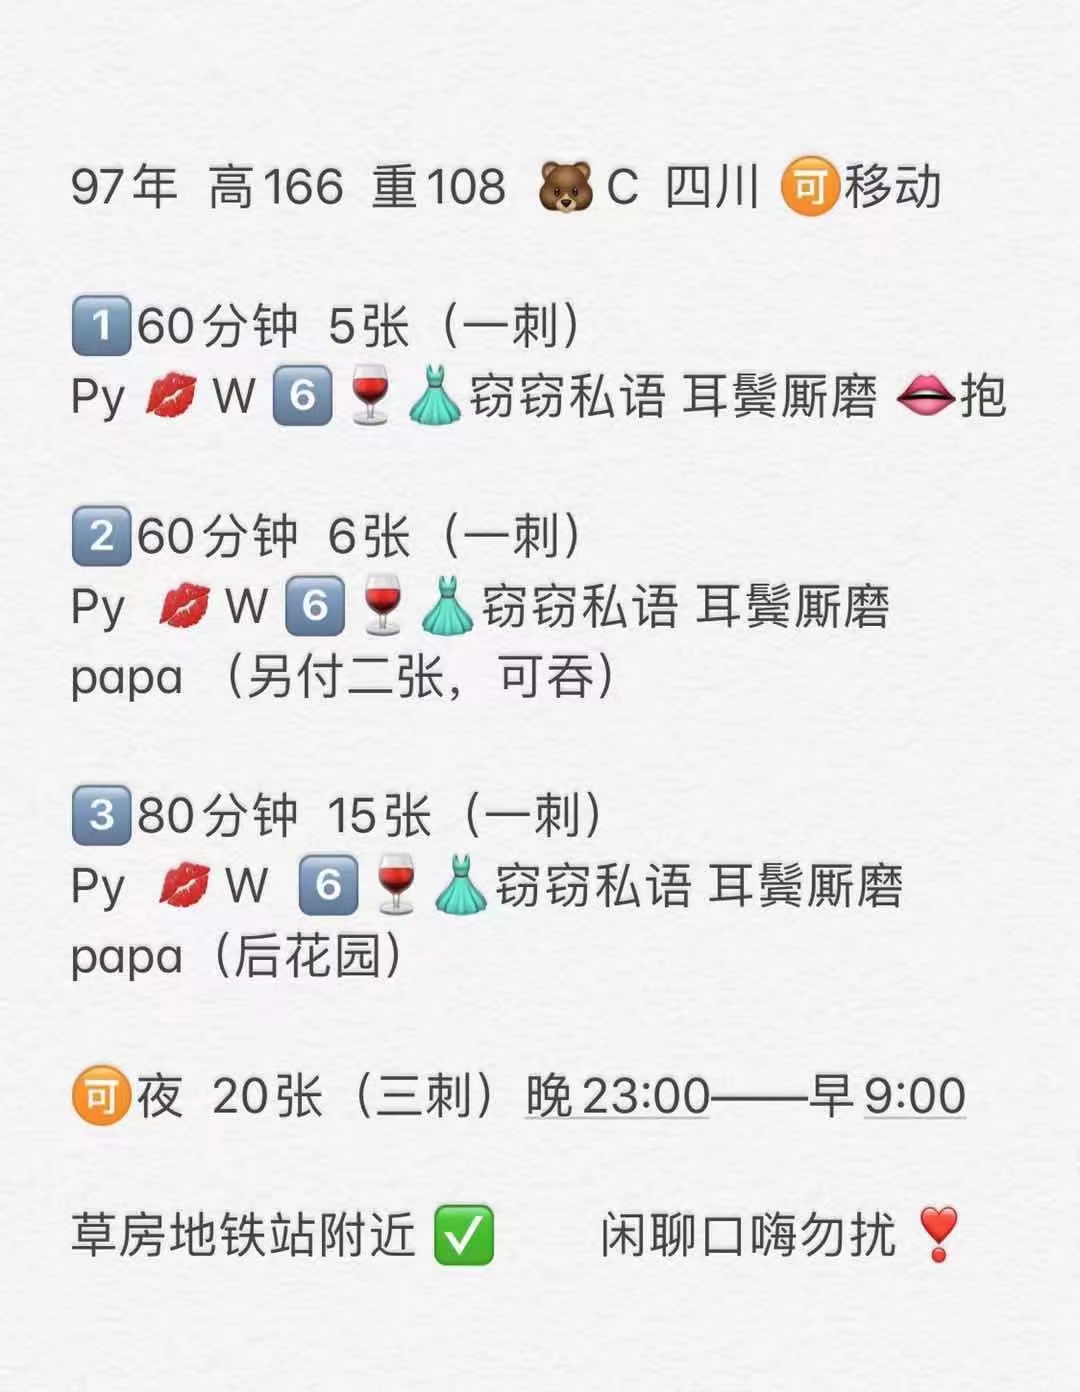 97年 高166 重108 🐻C 四川 🉑移动
1️⃣60分钟 5张（一刺）
Py 💋 W 6️⃣🍷👗窃窃私语 耳鬓厮磨 👄抱
2️⃣60分钟 6张（一刺）
Py 💋 W 6️⃣🍷👗窃窃私语 耳鬓厮磨
papa （另付二张，可吞）
3️⃣80分钟 15张（一刺）
Py 💋 W 6️⃣🍷👗窃窃私语 耳鬓厮磨
papa（后花园）
🉑夜 20张（三刺）晚23:00——早9:00
草房地铁站附近 ✅ 闲聊口嗨勿扰 ❣️